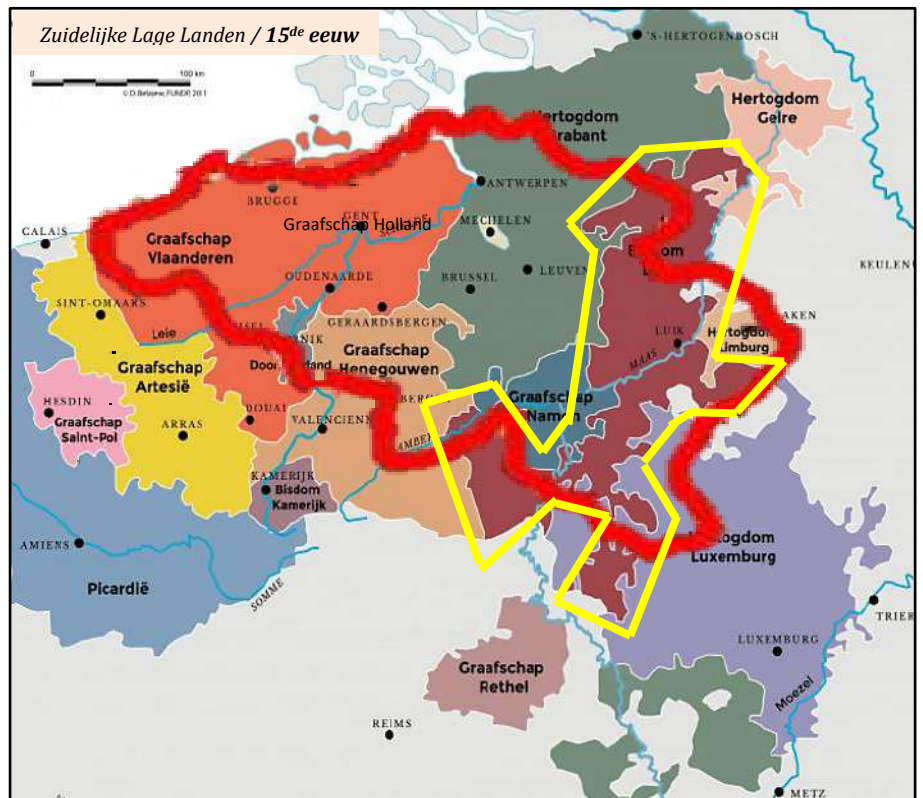 Zuidelijke Lage Landen / 15de eeuw
'S-HERTOGENBOSCH
0 100 km
Hertogdom
Gelre
Hertogdom
Brabant
ANTWERPEN
BRUGGE
GENT
Graafschap Holland
SCHELDE
MECHELEN
CALAIS
Graafschap
Vlaanderen
KEULEN
OUDENAARDE
BRUSSEL
LEUVEN
SINT-OMAARS
GERAARDSBERGEN
AKEN
Leie
LUIK
Hertogdom
Limburg
MAAS
Graafschap
Henegouwen
Graafschap
Artesië
Graafschap
Namen
HESDIN
Graafschap
Saint-Pol
DOUAI
ARRAS
VALENCIENN
KAMERIJK
Bisdom
Kamerijk
AMIENS
Hertogdom
Luxemburg
Picardië
SOMME
TRIER
LUXEMBURG
Graafschap
Rethel
Moezel
REIMS
METZ